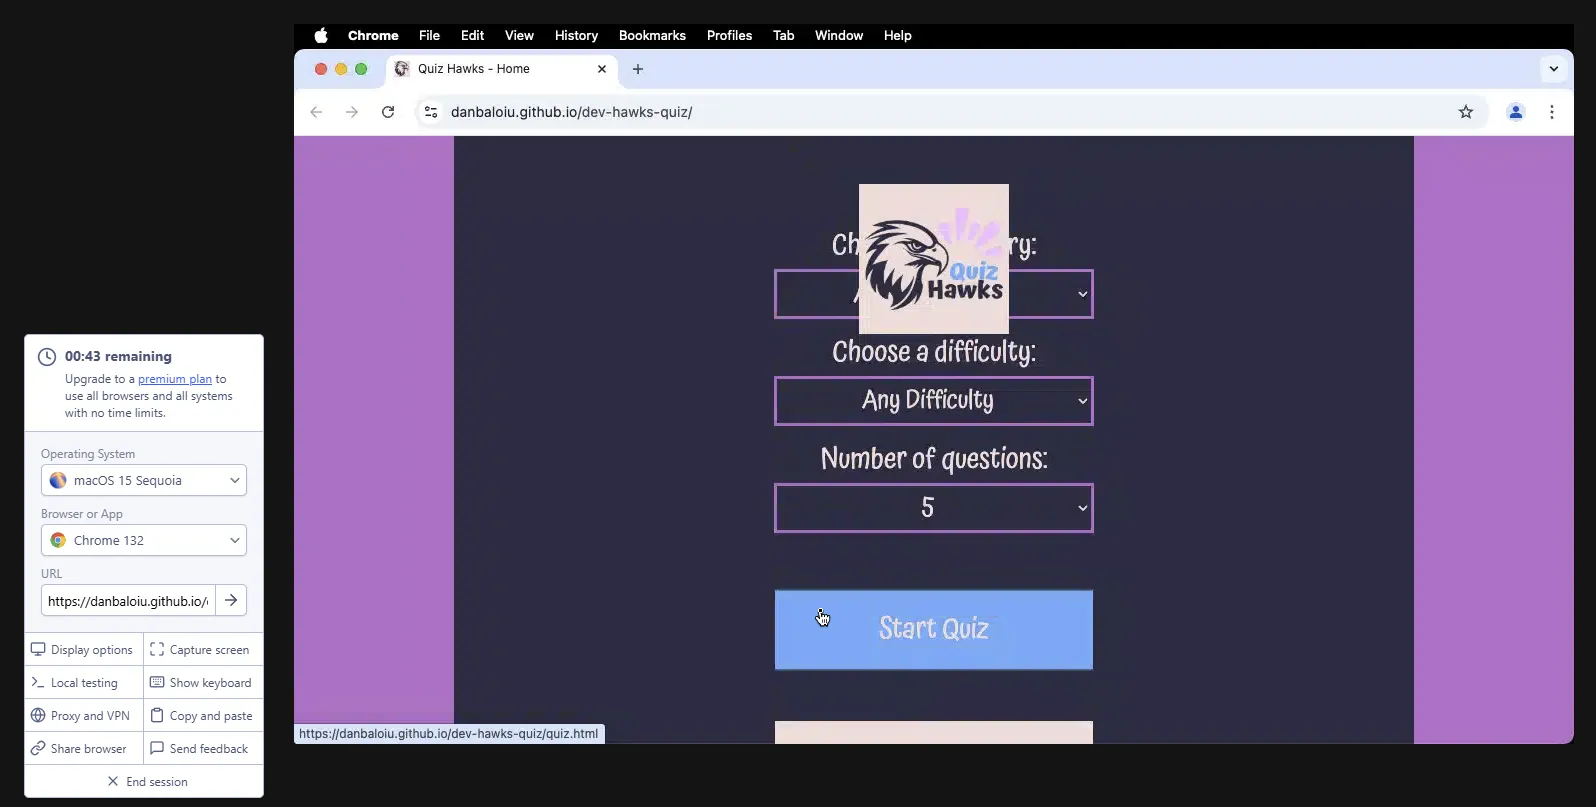 Chrome File Edit View History Bookmarks Profiles Tab Window Help
Quiz Hawks - Home
danbaloiu.github.io/dev-hawks-quiz/
Quiz
Hawks
Choose a difficulty:
Any Difficulty
Number of questions:
5
Start Quiz
https://danbaloiu.github.io/dev-hawks-quiz/quiz.html
00:43 remaining
Upgrade to a premium plan to
use all browsers and all systems
with no time limits.
Operating System
macOS 15 Sequoia
Browser or App
Chrome 132
URL
https://danbaloiu.github.io/
Display options
Capture screen
Local testing
Show keyboard
Proxy and VPN
Copy and paste
Share browser
Send feedback
End session